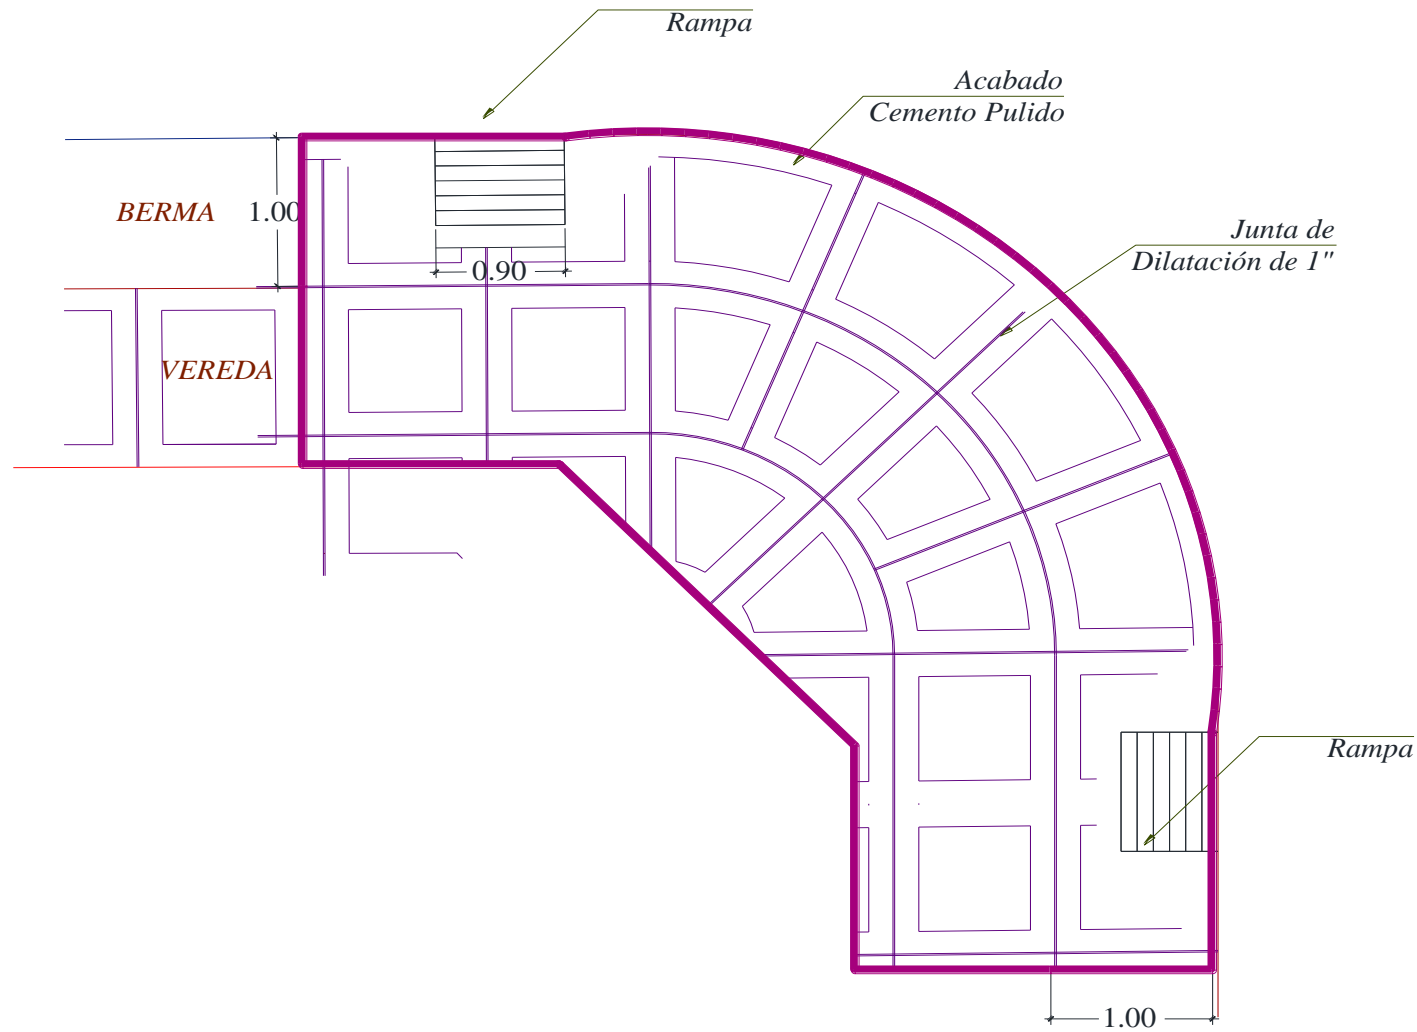 Rampa
Acabado
Cemento Pulido
BERMA
1.00
Junta de
Dilatación de 1"
0.90
VEREDA
Rampa
1.00